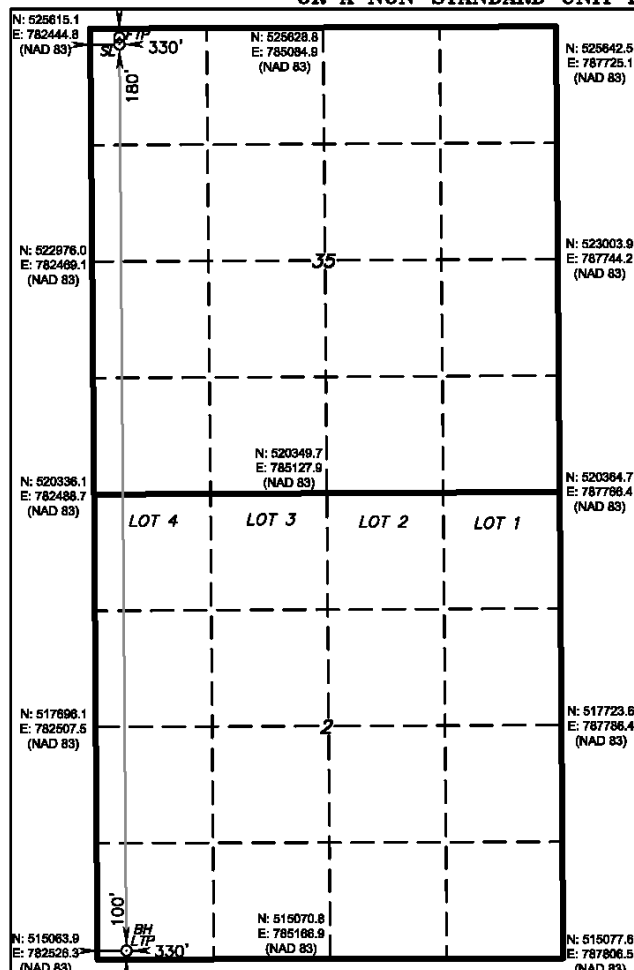 N: 525615.1
E: 782444.8
(NAD 83)
FTP
SL
330'
180'
N: 525628.8
E: 785084.9
(NAD 83)
N: 525642.5
E: 787725.1
(NAD 83)
N: 522976.0
E: 782469.1
(NAD 83)
35
N: 523003.9
E: 787744.2
(NAD 83)
N: 520349.7
E: 785127.9
(NAD 83)
N: 520336.1
E: 782488.7
(NAD 83)
N: 520364.7
E: 787766.4
(NAD 83)
LOT 4
LOT 3
LOT 2
LOT 1
N: 517696.1
E: 782507.5
(NAD 83)
2
N: 517723.6
E: 787786.4
(NAD 83)
100'
BH
LTP
330'
N: 515063.9
E: 782526.3
(NAD 83)
N: 515070.8
E: 785166.9
(NAD 83)
N: 515077.6
E: 787806.5
(NAD 83)